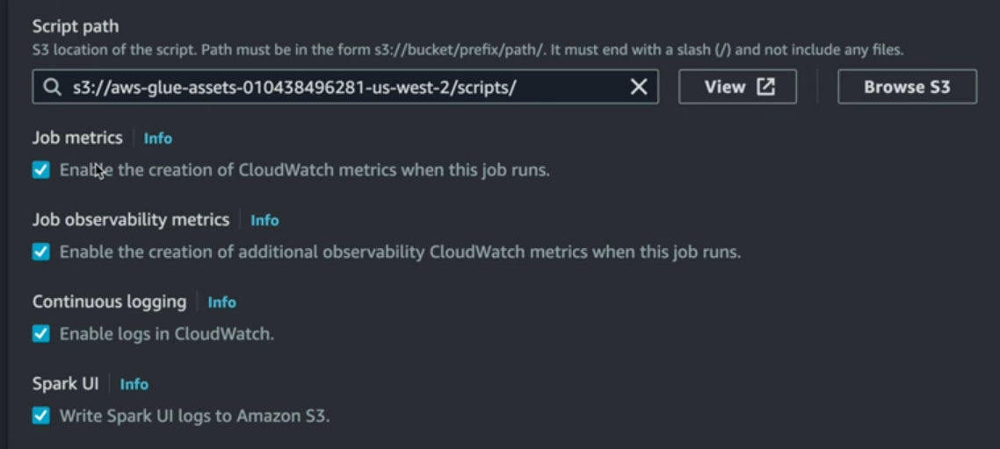 Script path
S3 location of the script. Path must be in the form s3://bucket/prefix/path/. It must end with a slash (/) and not include any files.
s3://aws-glue-assets-010438496281-us-west-2/scripts/ View Browse S3
Job metrics Info
Enable the creation of CloudWatch metrics when this job runs.
Job observability metrics Info
Enable the creation of additional observability CloudWatch metrics when this job runs.
Continuous logging Info
Enable logs in CloudWatch.
Spark UI Info
Write Spark UI logs to Amazon S3.